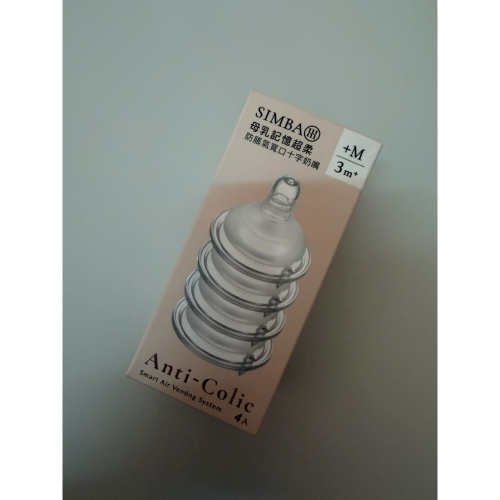 SIMBA
母乳記憶超柔
防脹氣寬口十字奶嘴
+M
3m+
Anti-Colic
Smart Air Venting System
4入